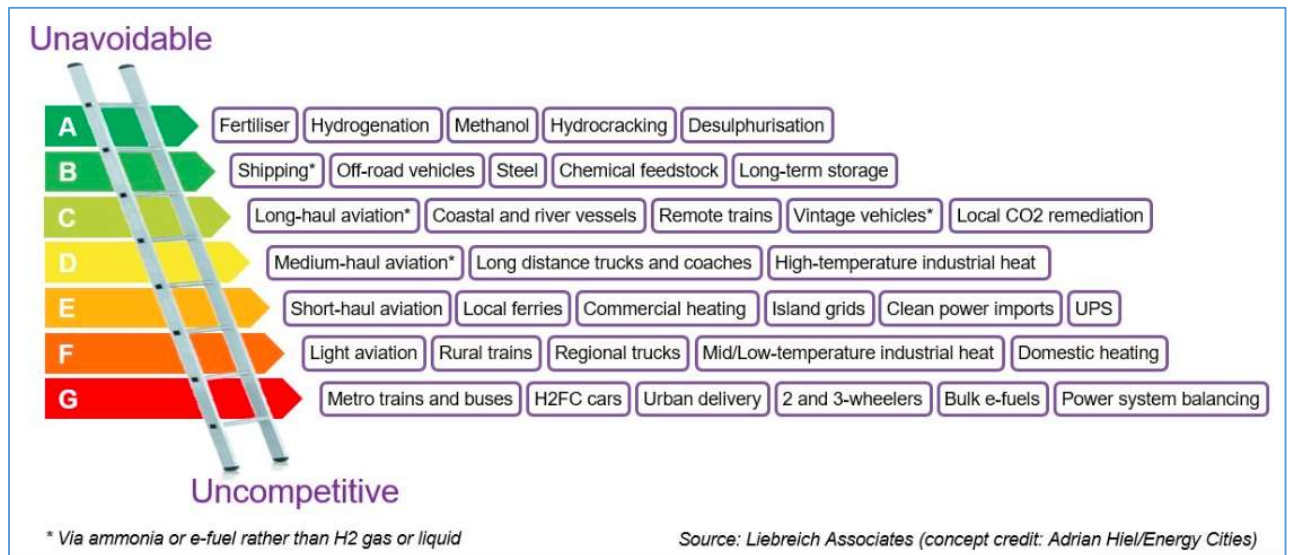 Unavoidable
A Fertiliser Hydrogenation Methanol Hydrocracking Desulphurisation
B Shipping* Off-road vehicles Steel Chemical feedstock Long-term storage
C Long-haul aviation* Coastal and river vessels Remote trains Vintage vehicles* Local CO2 remediation
D Medium-haul aviation* Long distance trucks and coaches High-temperature industrial heat
E Short-haul aviation Local ferries Commercial heating Island grids Clean power imports UPS
F Light aviation Rural trains Regional trucks Mid/Low-temperature industrial heat Domestic heating
G Metro trains and buses H2FC cars Urban delivery 2 and 3-wheelers Bulk e-fuels Power system balancing
Uncompetitive
* Via ammonia or e-fuel rather than H2 gas or liquid Source: Liebreich Associates (concept credit: Adrian Hiel/Energy Cities)